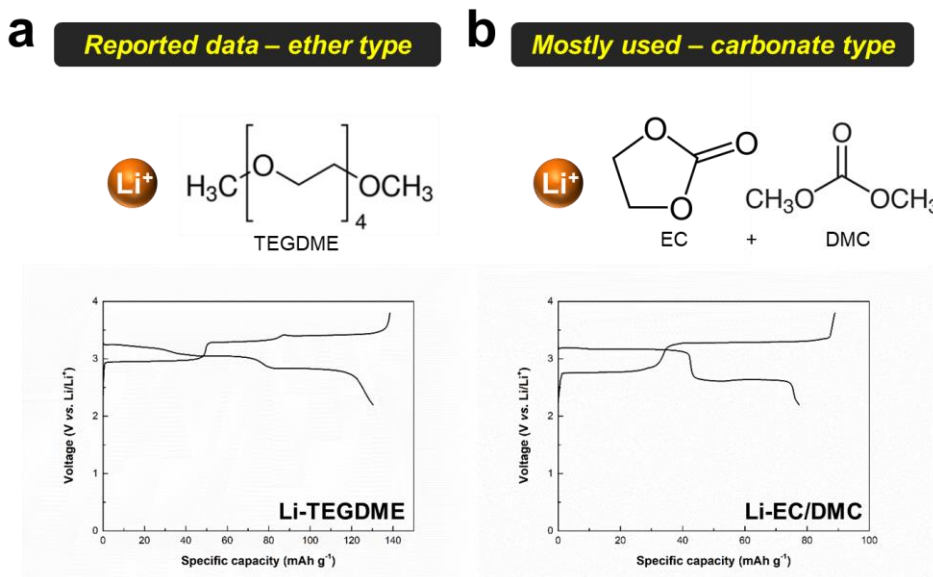 a
Reported data – ether type
Li⁺
H₃C
O
OCH₃
4
TEGDME
Voltage (V vs. Li/Li⁺)
4
3
2
1
0
0 20 40 60 80 100 120 140
Specific capacity (mAh g⁻¹)
Li-TEGDME
b
Mostly used – carbonate type
Li⁺
O
O
O
EC
+
O
CH₃O
OCH₃
DMC
Voltage (V vs. Li/Li⁺)
4
3
2
1
0
0 20 40 60 80 100
Specific capacity (mAh g⁻¹)
Li-EC/DMC